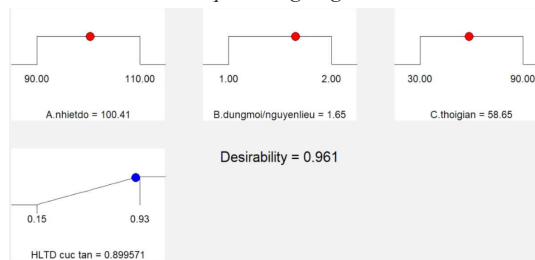 90.00 110.00 1.00 2.00 30.00 90.00
A.nhietdo = 100.41 B.dungmoi/nguyenlieu = 1.65 C.thoigian = 58.65
Desirability = 0.961
0.15 0.93
HLTD cuc tan = 0.899571